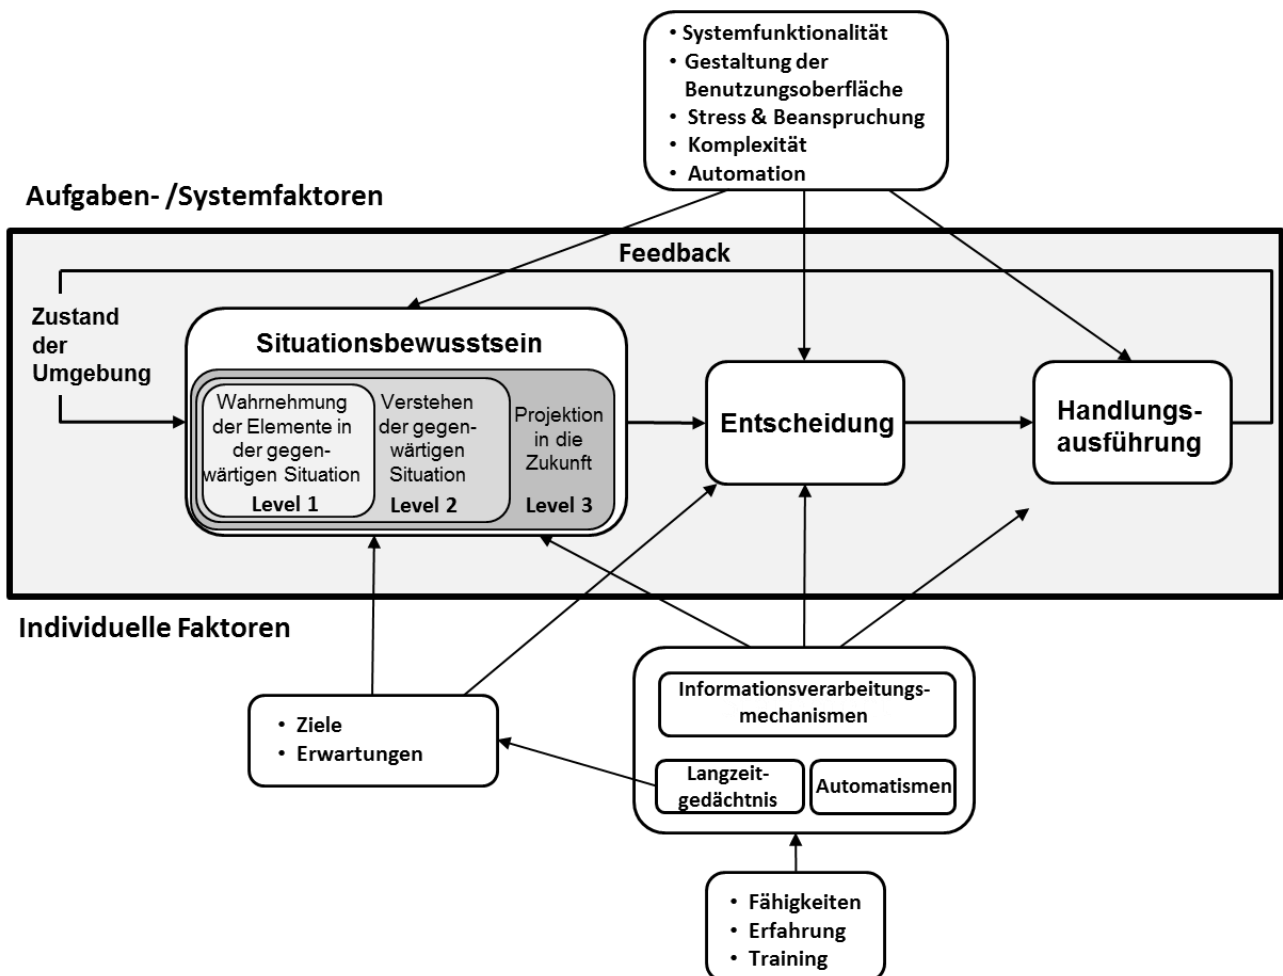 • Systemfunktionalität
• Gestaltung der
Benutzungsoberfläche
• Stress & Beanspruchung
• Komplexität
• Automation
Aufgaben- /Systemfaktoren
Feedback
Zustand
der
Umgebung
Situationsbewusstsein
Wahrnehmung
der Elemente in
der gegen-
wärtigen Situation
Level 1
Verstehen
der gegen-
wärtigen
Situation
Level 2
Projektion
in die
Zukunft
Level 3
Entscheidung
Handlungs-
ausführung
Individuelle Faktoren
• Ziele
• Erwartungen
Informationsverarbeitungs-
mechanismen
Langzeit-
gedächtnis
Automatismen
• Fähigkeiten
• Erfahrung
• Training